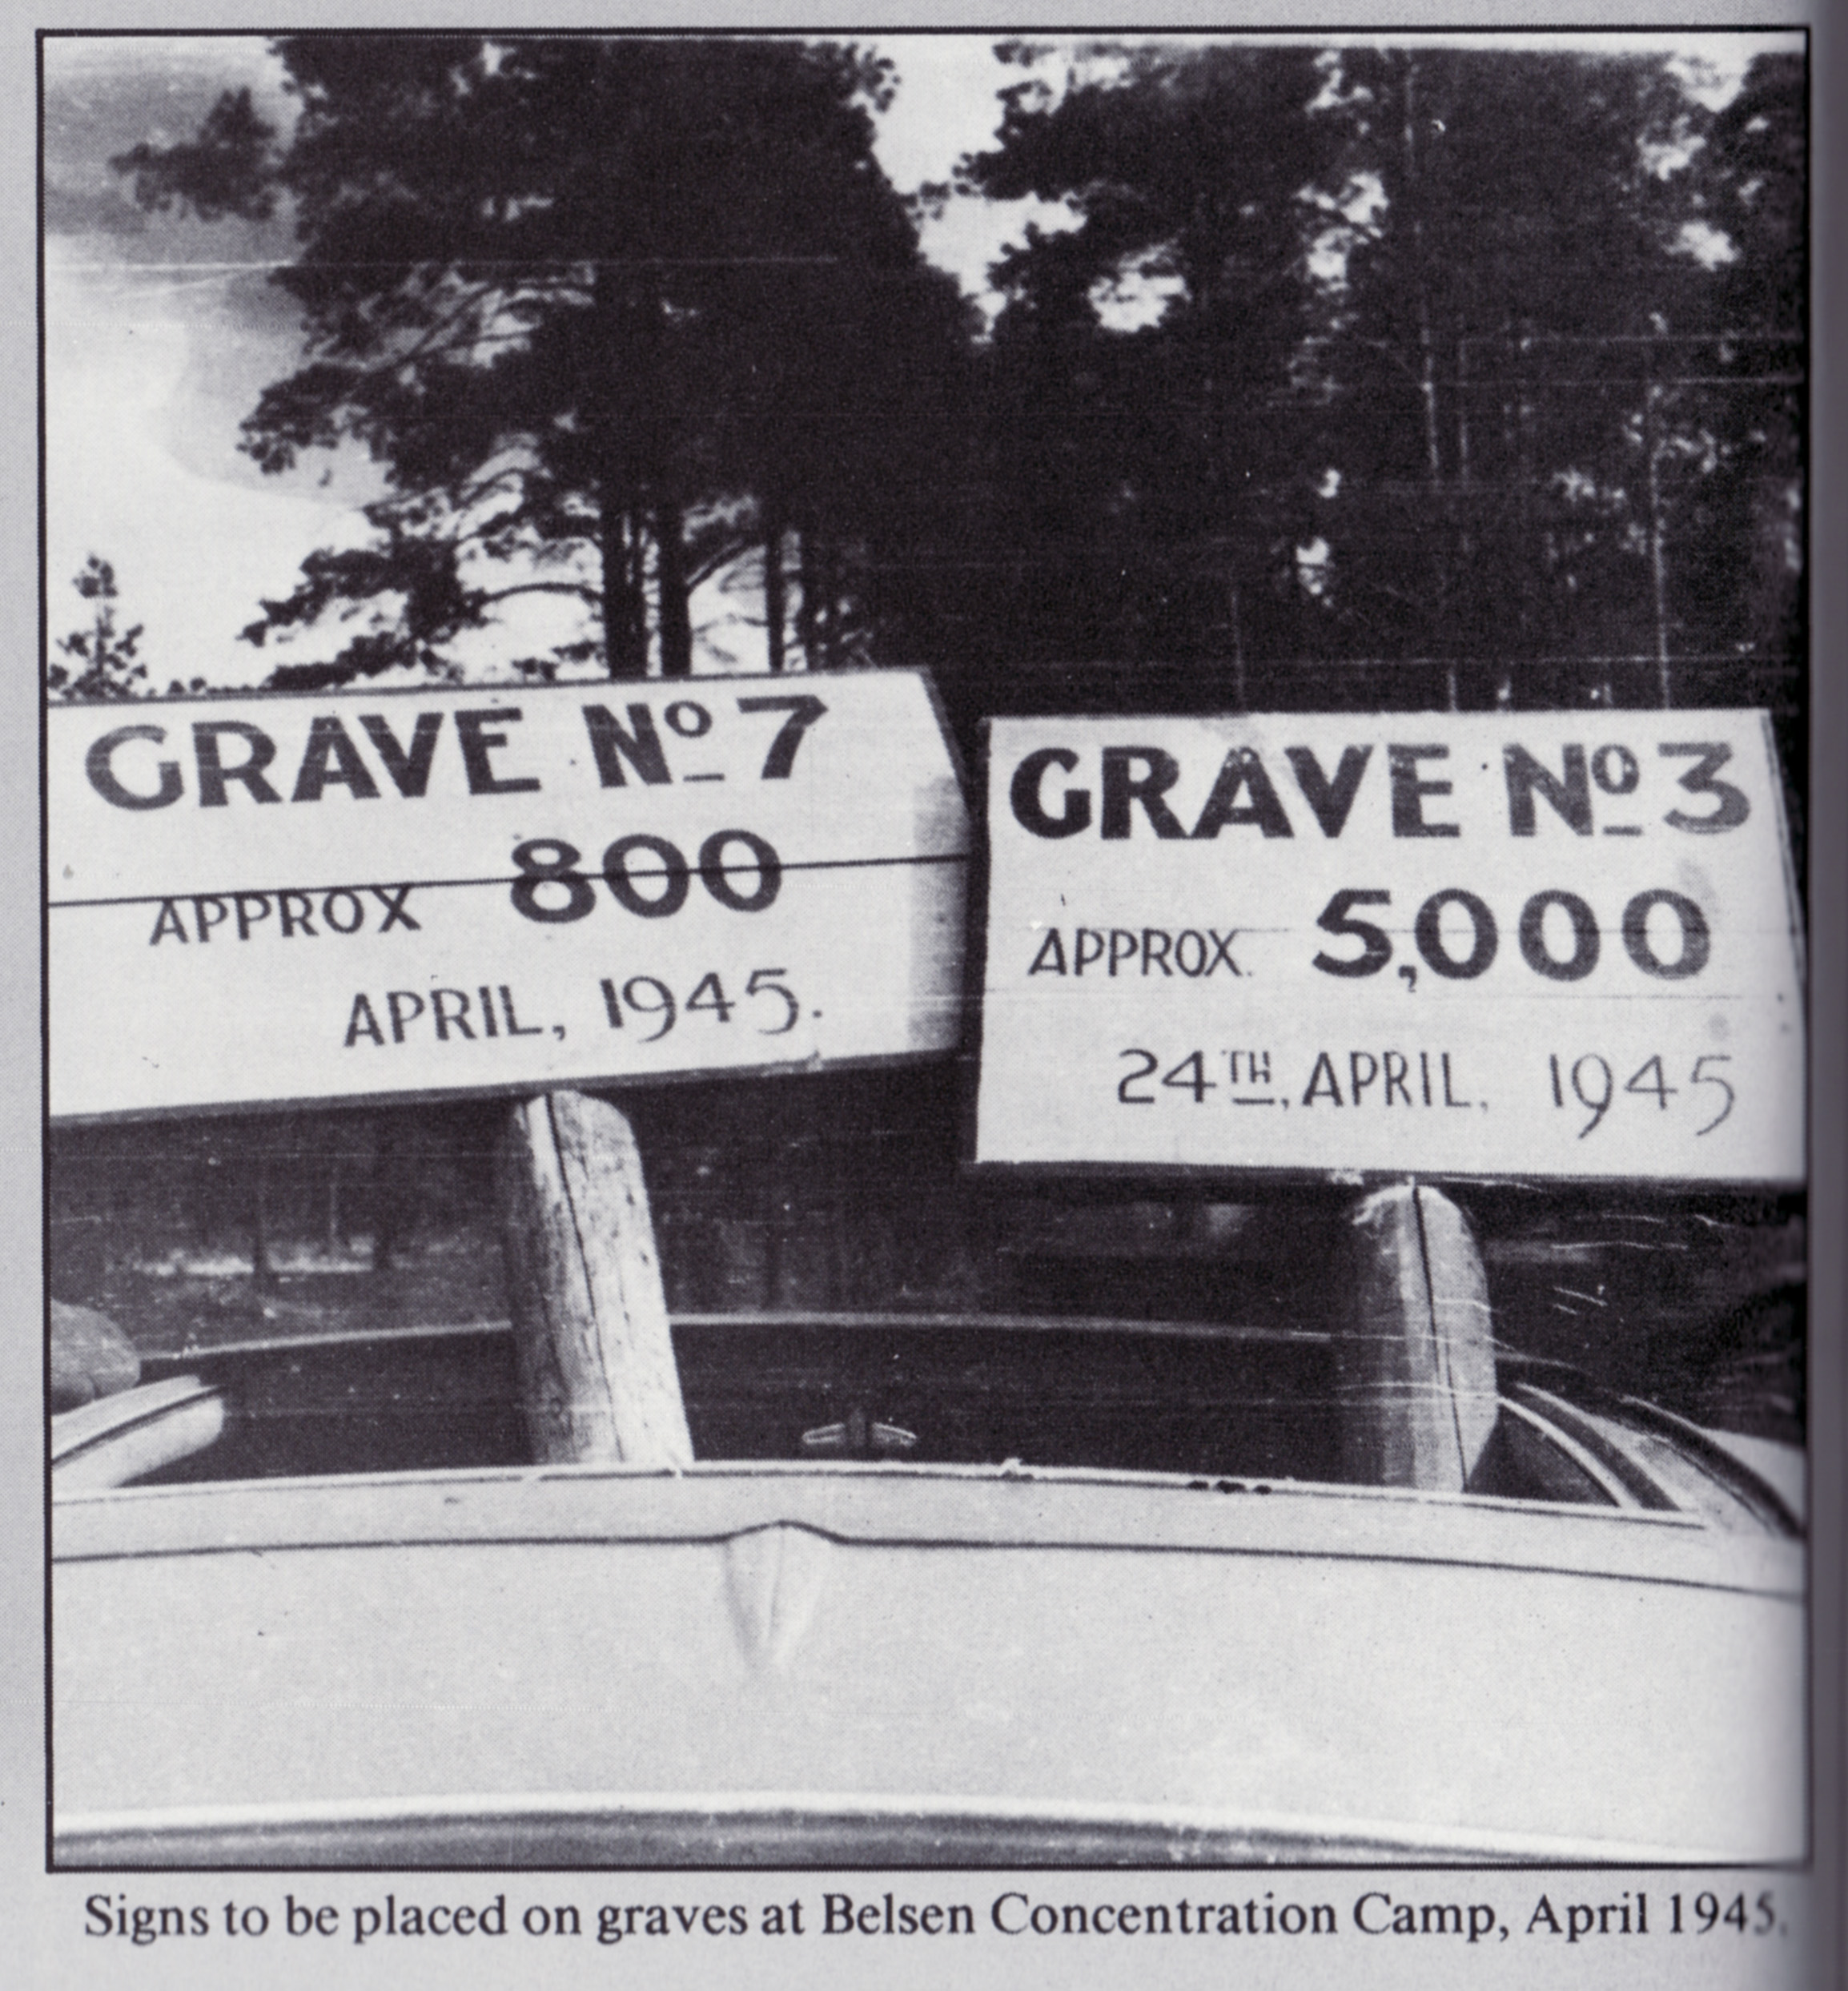 GRAVE Nº 7
APPROX 800
APRIL, 1945.
GRAVE Nº 3
APPROX. 5,000
24TH, APRIL, 1945
Signs to be placed on graves at Belsen Concentration Camp, April 1945.